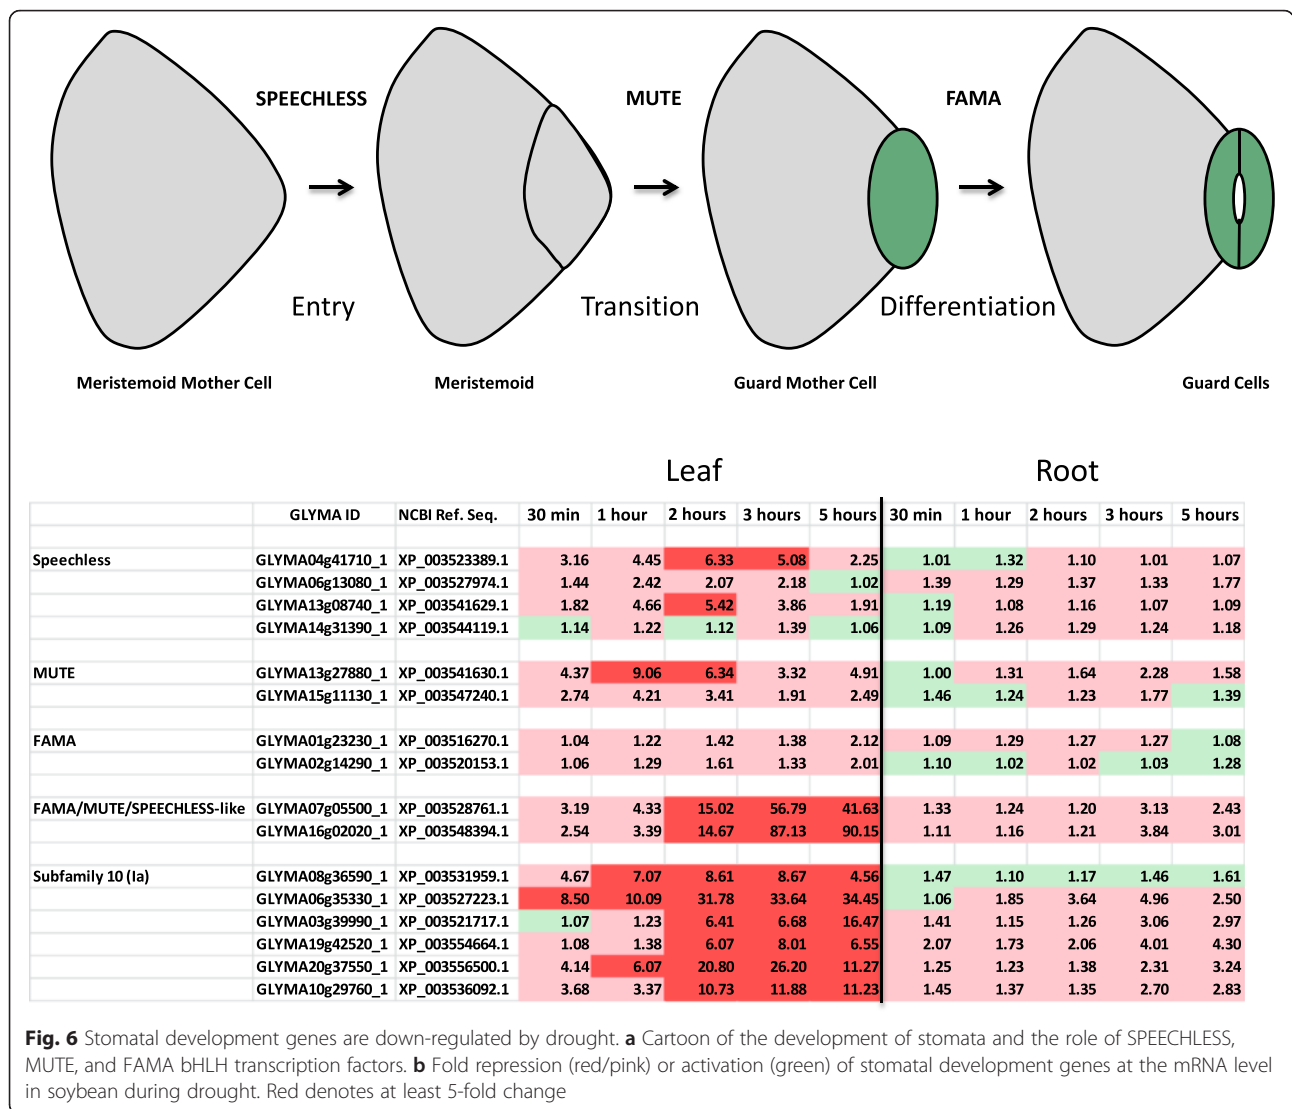 SPEECHLESS MUTE FAMA
Entry Transition Differentiation
Meristemoid Mother Cell Meristemoid Guard Mother Cell Guard Cells
Leaf Root
GLYMA ID NCBI Ref. Seq. 30 min 1 hour 2 hours 3 hours 5 hours 30 min 1 hour 2 hours 3 hours 5 hours
Speechless GLYMA04g41710_1 XP_003523389.1 3.16 4.45 6.33 5.08 2.25 1.01 1.32 1.10 1.01 1.07
GLYMA06g13080_1 XP_003527974.1 1.44 2.42 2.07 2.18 1.02 1.39 1.29 1.37 1.33 1.77
GLYMA13g08740_1 XP_003541629.1 1.82 4.66 5.42 3.86 1.91 1.19 1.08 1.16 1.07 1.09
GLYMA14g31390_1 XP_003544119.1 1.14 1.22 1.12 1.39 1.06 1.09 1.26 1.29 1.24 1.18
MUTE GLYMA13g27880_1 XP_003541630.1 4.37 9.06 6.34 3.32 4.91 1.00 1.31 1.64 2.28 1.58
GLYMA15g11130_1 XP_003547240.1 2.74 4.21 3.41 1.91 2.49 1.46 1.24 1.23 1.77 1.39
FAMA GLYMA01g23230_1 XP_003516270.1 1.04 1.22 1.42 1.38 2.12 1.09 1.29 1.27 1.27 1.08
GLYMA02g14290_1 XP_003520153.1 1.06 1.29 1.61 1.33 2.01 1.10 1.02 1.02 1.03 1.28
FAMA/MUTE/SPEECHLESS-like GLYMA07g05500_1 XP_003528761.1 3.19 4.33 15.02 56.79 41.63 1.33 1.24 1.20 3.13 2.43
GLYMA16g02020_1 XP_003548394.1 2.54 3.39 14.67 87.13 90.15 1.11 1.16 1.21 3.84 3.01
Subfamily 10 (Ia) GLYMA08g36590_1 XP_003531959.1 4.67 7.07 8.61 8.67 4.56 1.47 1.10 1.17 1.46 1.61
GLYMA06g35330_1 XP_003527223.1 8.50 10.09 31.78 33.64 34.45 1.06 1.85 3.64 4.96 2.50
GLYMA03g39990_1 XP_003521717.1 1.07 1.23 6.41 6.68 16.47 1.41 1.15 1.26 3.06 2.97
GLYMA19g42520_1 XP_003554664.1 1.08 1.38 6.07 8.01 6.55 2.07 1.73 2.06 4.01 4.30
GLYMA20g37550_1 XP_003556500.1 4.14 6.07 20.80 26.20 11.27 1.25 1.23 1.38 2.31 3.24
GLYMA10g29760_1 XP_003536092.1 3.68 3.37 10.73 11.88 11.23 1.45 1.37 1.35 2.70 2.83
Fig. 6 Stomatal development genes are down-regulated by drought. a Cartoon of the development of stomata and the role of SPEECHLESS,
MUTE, and FAMA bHLH transcription factors. b Fold repression (red/pink) or activation (green) of stomatal development genes at the mRNA level
in soybean during drought. Red denotes at least 5-fold change